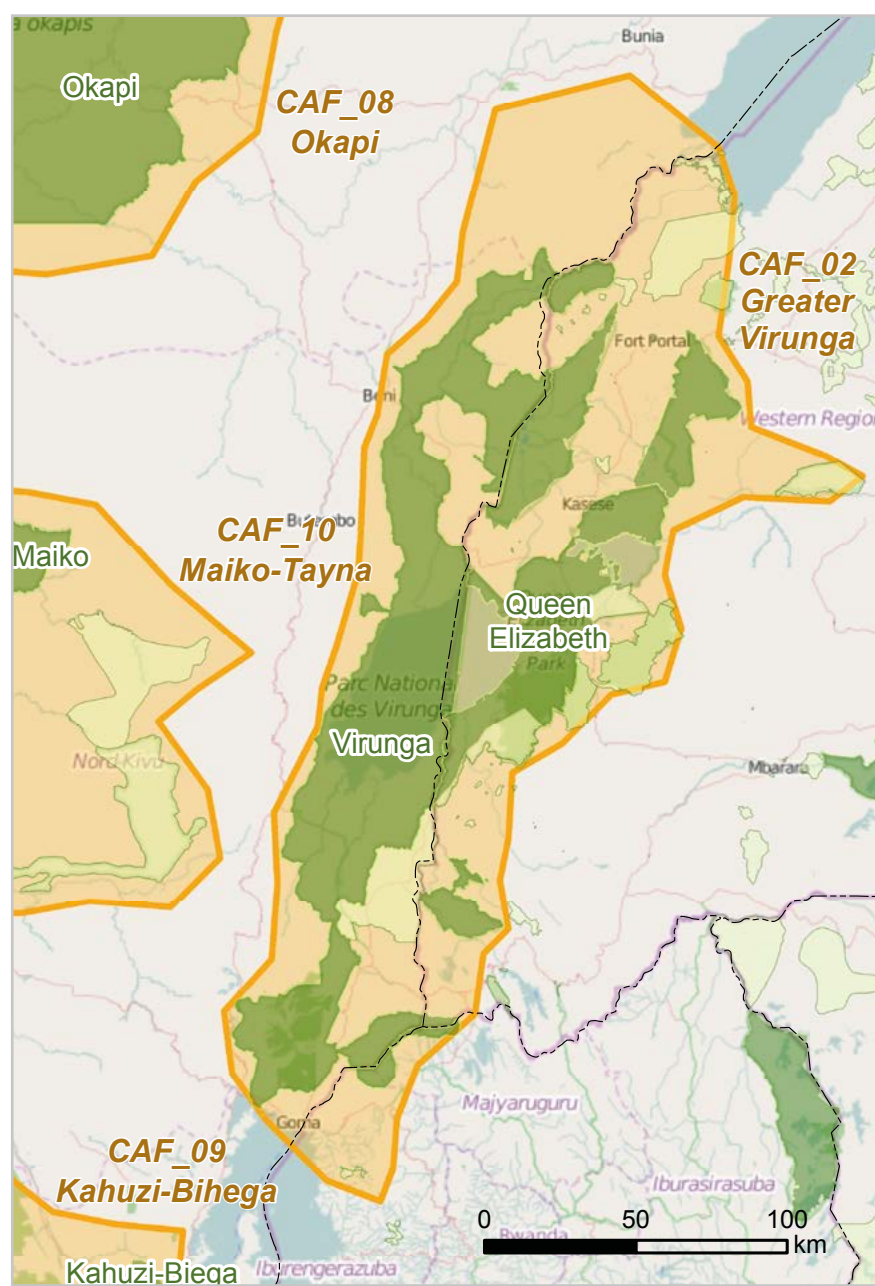 a okapis
Bunia
Okapi
CAF_08
Okapi
CAF_02
Greater
Virunga
Fort Portal
Beni
Western Region
Kasese
CAF_10
Maiko-Tayna
Maiko
Queen
Elizabeth
Park
Parc National
des Virunga
Virunga
Nord-Kivu
Mbarara
Majyaruguru
Goma
CAF_09
Kahuzi-Bihega
Iburasirasuba
0 50 100
km
Rwanda
Kahuzi-Biega
Iburengerazuba